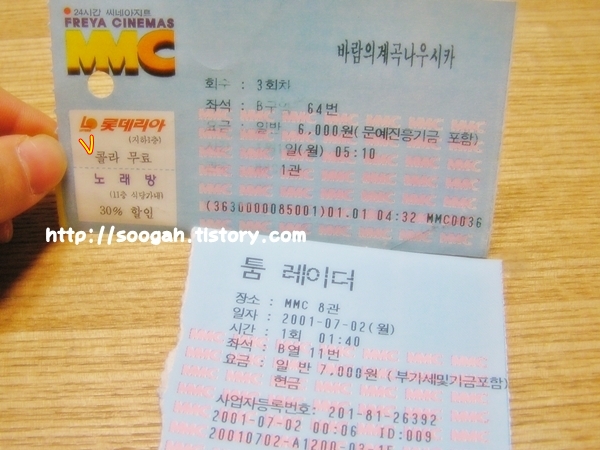 24시간 씨네아지트
FREYA CINEMAS
MMC
롯데리아
(지하1층)
V
콜라 무료
노 래 방
(11층 식당가내)
30% 할인
바람의계곡나우시카
회수 : 3회차
좌석 : B구역 64번
요금 : 일반 6,000원(문예진흥기금 포함)
1일(월) 05:10
1관
(3630000085001)01.01 04:32 MMC0036
http://soogah.tistory.com
툼 레이더
장소 : MMC 8관
일자 : 2001-07-02(월)
시간 : 1회 01:40
좌석 : B열 11번
요금 : 일 반 7,000원 (부가세및기금포함)
현금
사업자등록번호: 201-81-26392
2001-07-02 00:06 ID:009
20010702-A1200-03-15